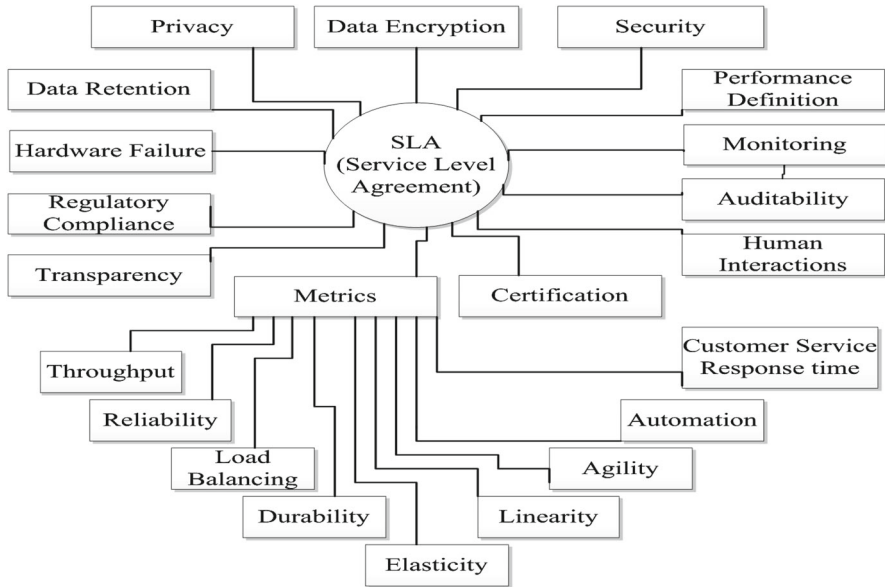 Privacy
Data Encryption
Security
Data Retention
Performance
Definition
Hardware Failure
SLA
(Service Level
Agreement)
Monitoring
Regulatory
Compliance
Auditability
Transparency
Human
Interactions
Metrics
Certification
Throughput
Customer Service
Response time
Reliability
Automation
Load
Balancing
Agility
Durability
Linearity
Elasticity